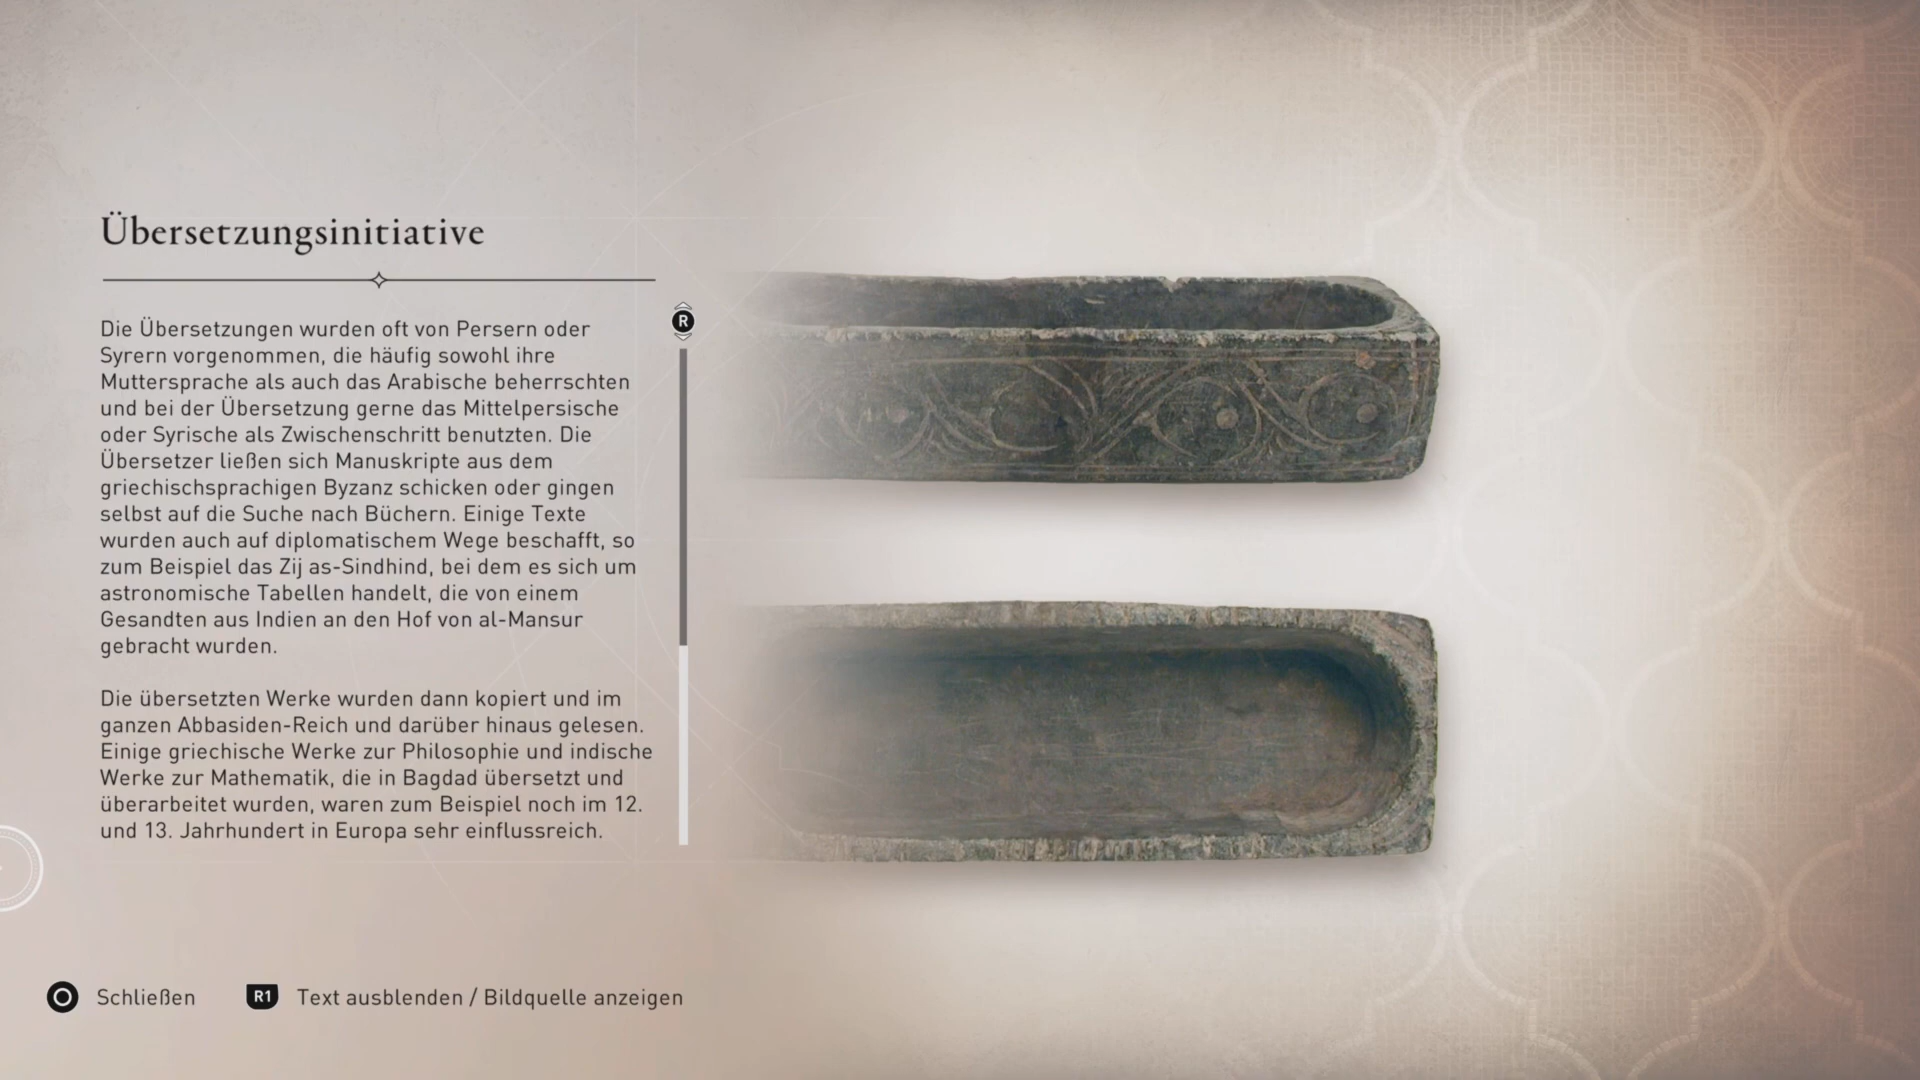 Übersetzungsinitiative
R
Die Übersetzungen wurden oft von Persern oder
Syrern vorgenommen, die häufig sowohl ihre
Muttersprache als auch das Arabische beherrschten
und bei der Übersetzung gerne das Mittelpersische
oder Syrische als Zwischenschritt benutzten. Die
Übersetzer ließen sich Manuskripte aus dem
griechischsprachigen Byzanz schicken oder gingen
selbst auf die Suche nach Büchern. Einige Texte
wurden auch auf diplomatischem Wege beschafft, so
zum Beispiel das Zij as-Sindhind, bei dem es sich um
astronomische Tabellen handelt, die von einem
Gesandten aus Indien an den Hof von al-Mansur
gebracht wurden.
Die übersetzten Werke wurden dann kopiert und im
ganzen Abbasiden-Reich und darüber hinaus gelesen.
Einige griechische Werke zur Philosophie und indische
Werke zur Mathematik, die in Bagdad übersetzt und
überarbeitet wurden, waren zum Beispiel noch im 12.
und 13. Jahrhundert in Europa sehr einflussreich.
Schließen
R1 Text ausblenden / Bildquelle anzeigen